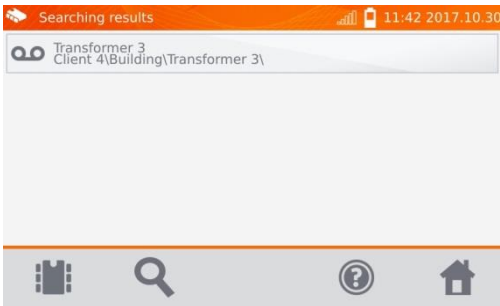 Searching results
11:42 2017.10.30
Transformer 3
Client 4\Building\Transformer 3\
?